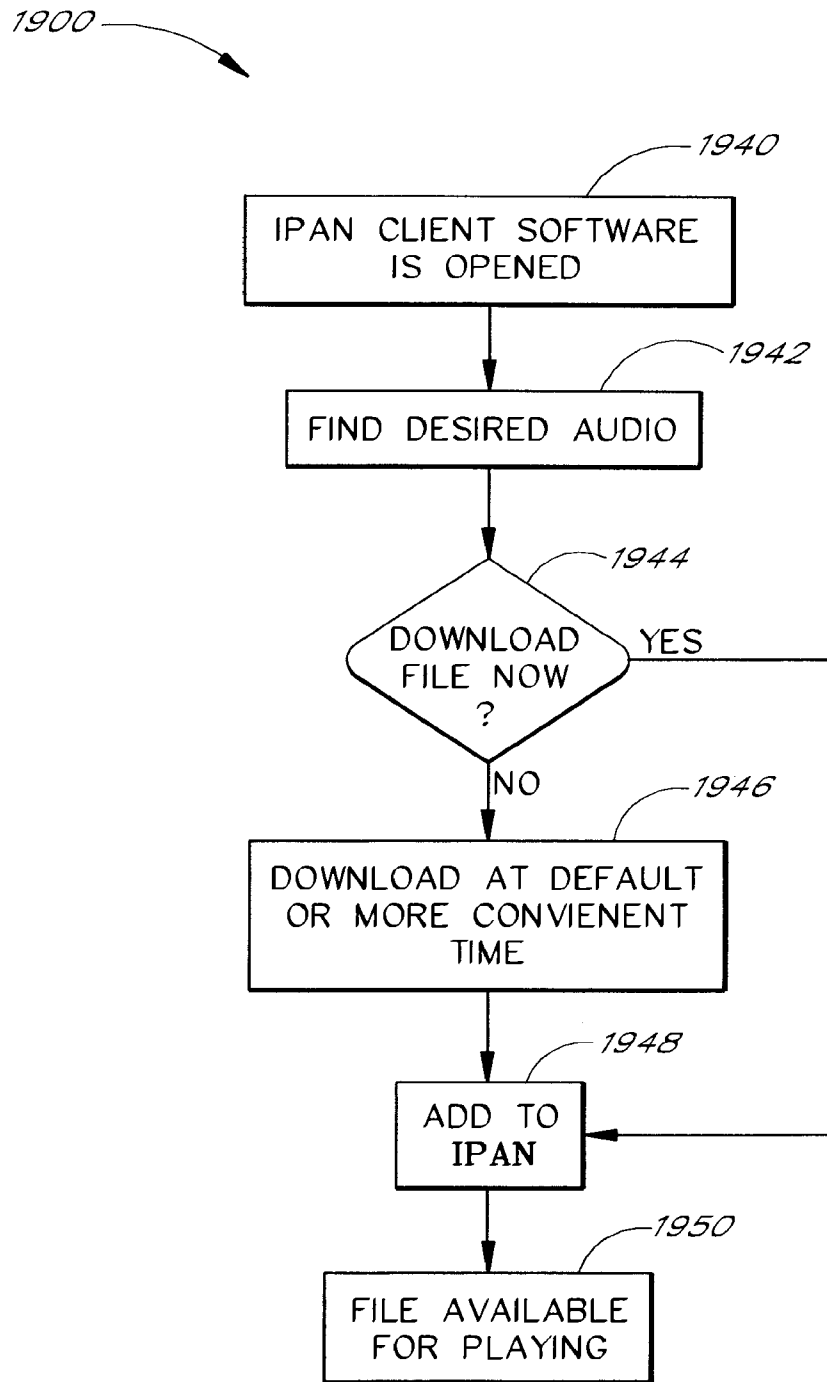 1900
1940
IPAN CLIENT SOFTWARE
IS OPENED
1942
FIND DESIRED AUDIO
1944
DOWNLOAD
FILE NOW
?
YES
NO
1946
DOWNLOAD AT DEFAULT
OR MORE CONVIENENT
TIME
1948
ADD TO
IPAN
1950
FILE AVAILABLE
FOR PLAYING